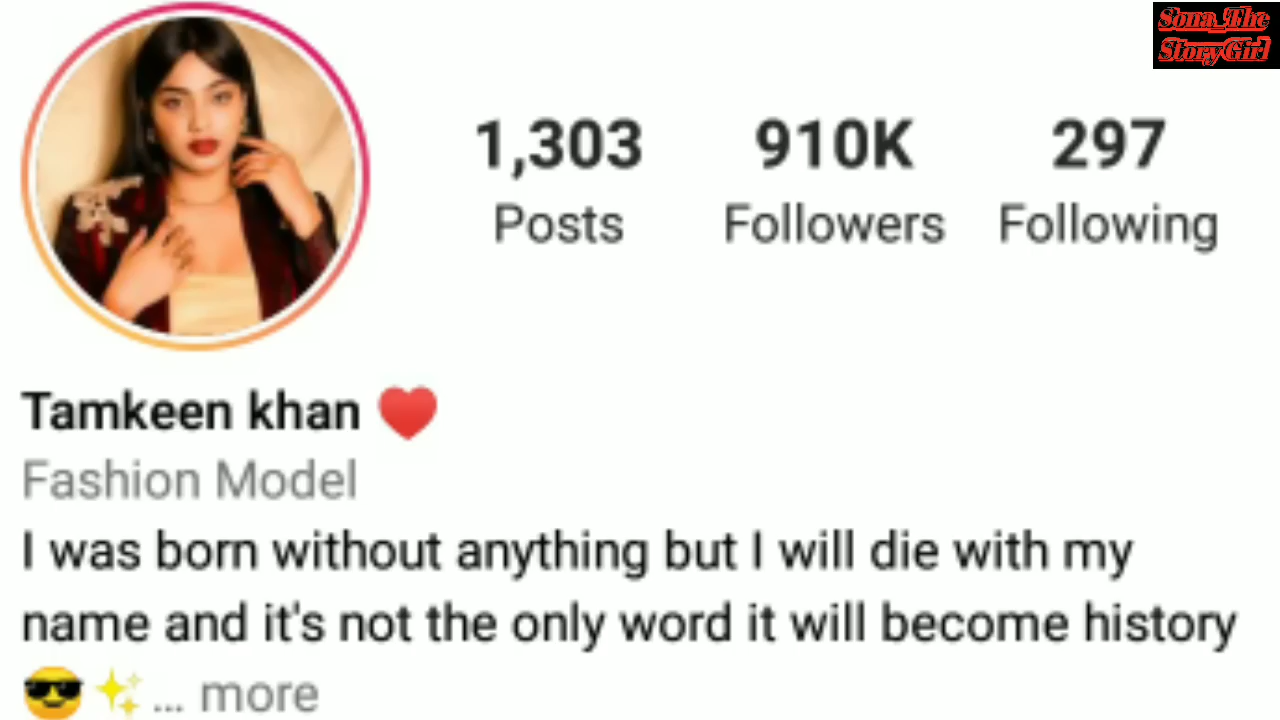 Sona_The
StoryGirl
1,303 910K 297
Posts Followers Following
Tamkeen khan ❤️
Fashion Model
I was born without anything but I will die with my
name and it's not the only word it will become history
😎✨... more